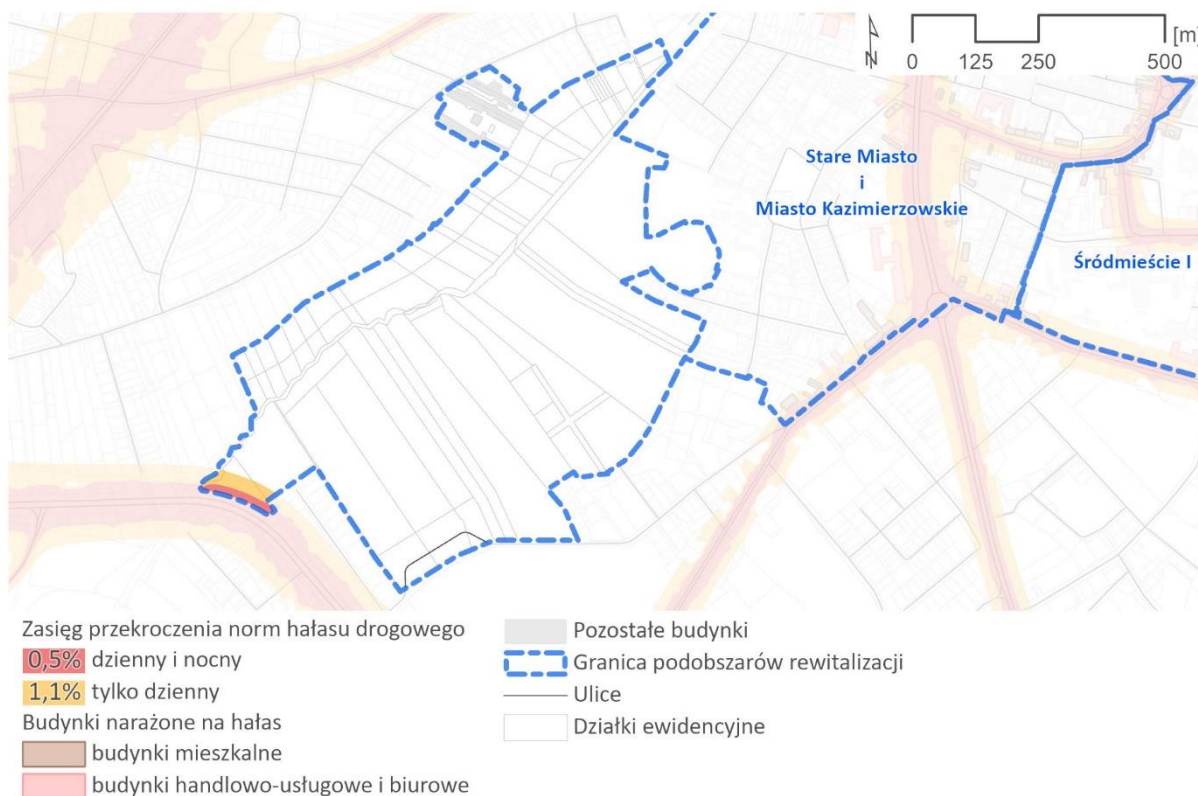 N
[m]
0 125 250 500
Stare Miasto
i
Miasto Kazimierzowskie
Śródmieście I
Zasięg przekroczenia norm hałasu drogowego
0,5% dzienny i nocny
1,1% tylko dzienny
Budynki narażone na hałas
budynki mieszkalne
budynki handlowo-usługowe i biurowe
Pozostałe budynki
Granica podobszarów rewitalizacji
Ulice
Działki ewidencyjne